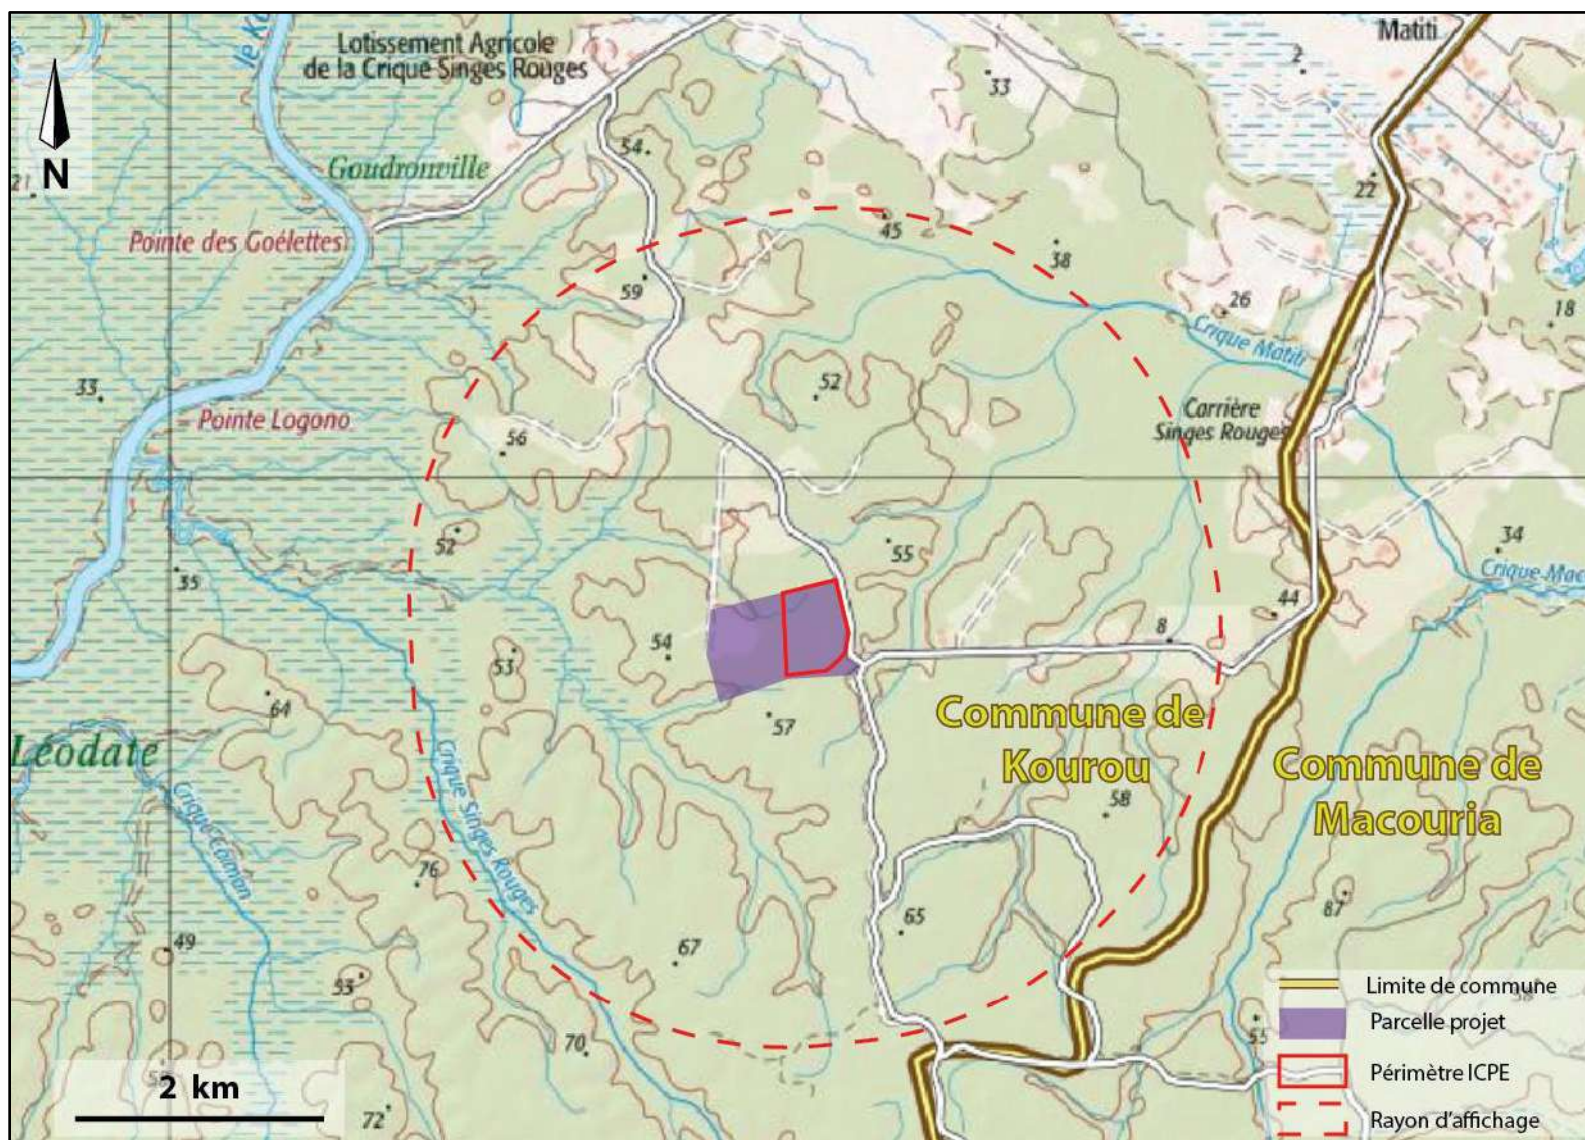 le Ko
Lotissement Agricole
de la Crique Singes Rouges
Matiti
2
33
N
54
Goudronville
21
22
Pointe des Goélettes
45
38
59
26
18
Crique Matiti
33
52
Pointe Logono
Carrière
Singes Rouges
56
52
55
34
35
Crique Mac
44
54
8
53
64
57
Commune de
Kourou
Léodate
Commune de
Macouria
58
Crique Caïman
Crique Singes Rouges
76
87
65
49
67
53
Limite de commune
58
Parcelle projet
55
70
Périmètre ICPE
2 km
72
Rayon d'affichage